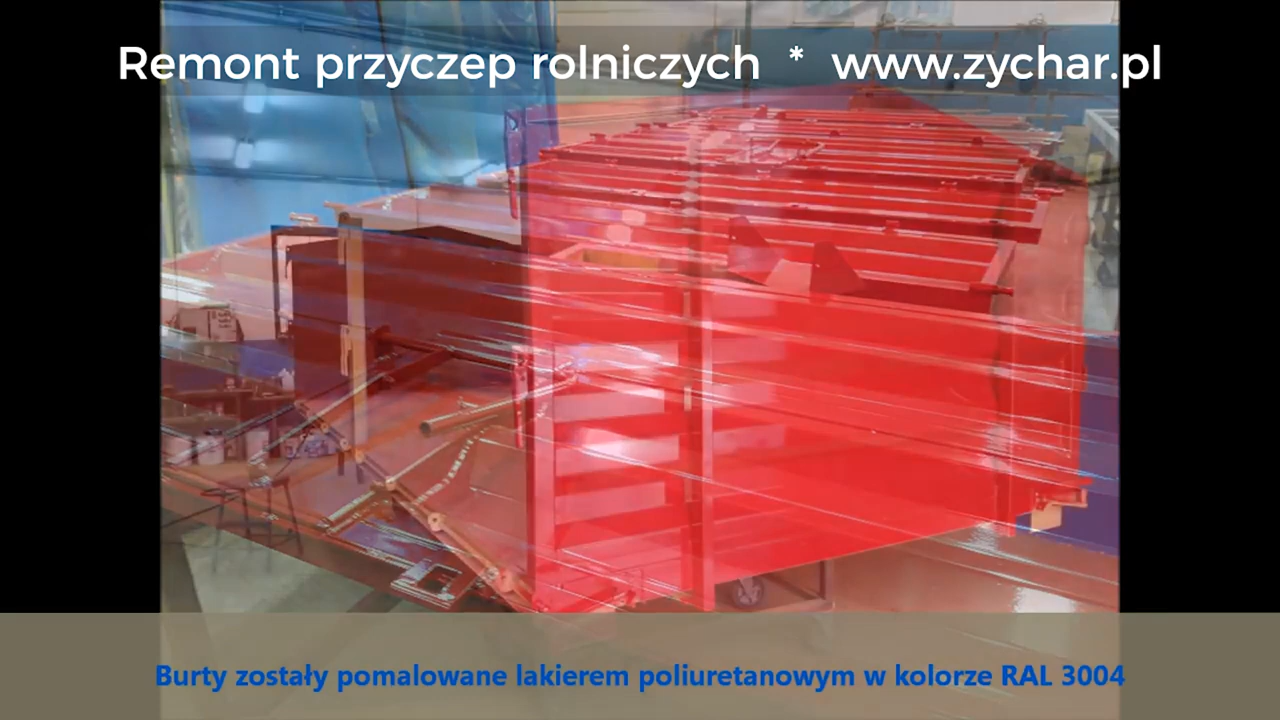 Remont przyczep rolniczych * www.zychar.pl
Burty zostały pomalowane lakierem poliuretanowym w kolorze RAL 3004